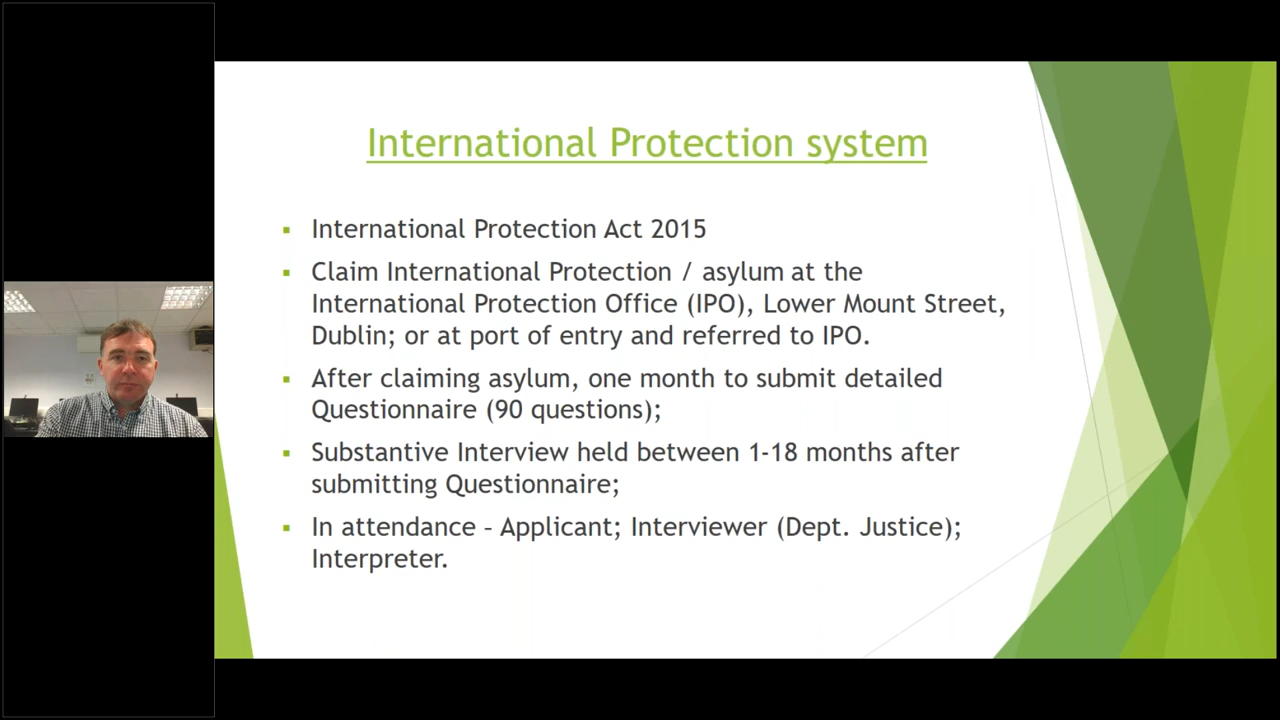 International Protection system
International Protection Act 2015
Claim International Protection / asylum at the
International Protection Office (IPO), Lower Mount Street,
Dublin; or at port of entry and referred to IPO.
After claiming asylum, one month to submit detailed
Questionnaire (90 questions);
Substantive Interview held between 1-18 months after
submitting Questionnaire;
In attendance – Applicant; Interviewer (Dept. Justice);
Interpreter.